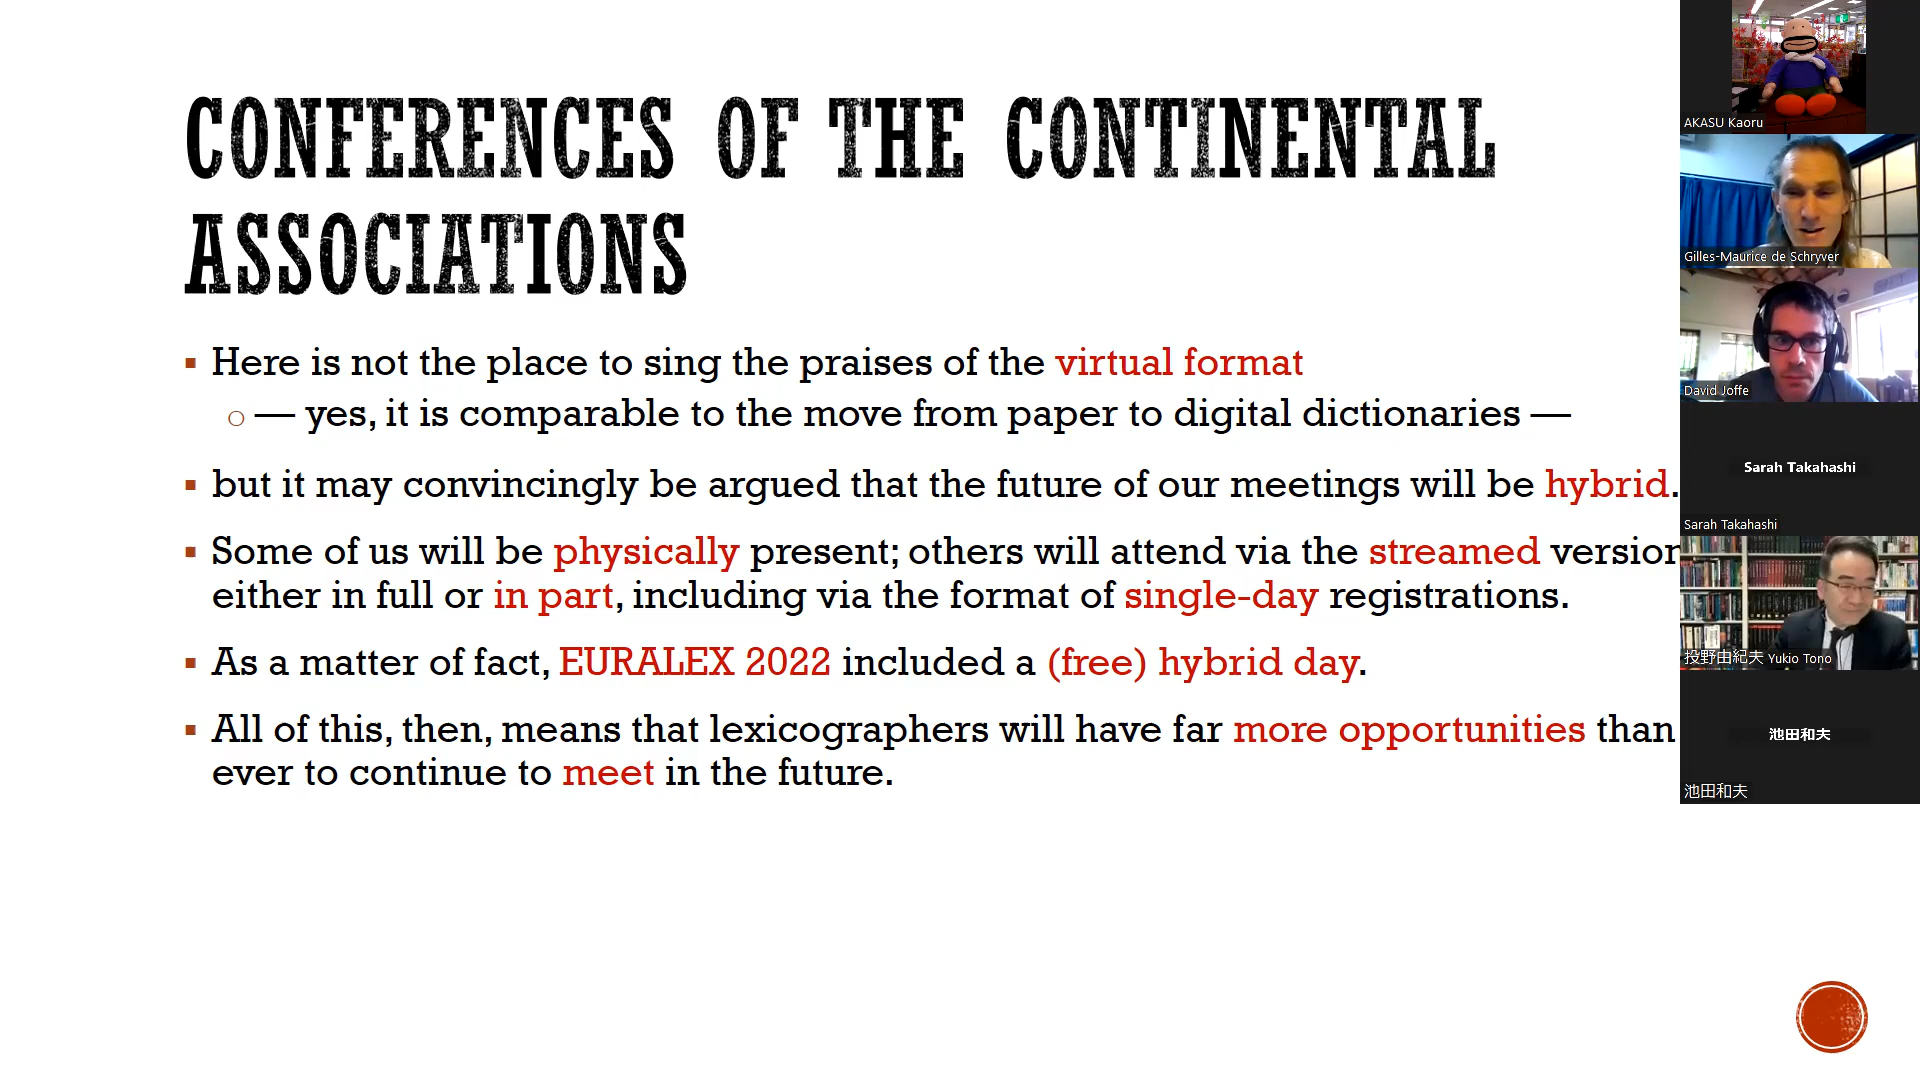 CONFERENCES OF THE CONTINENTAL
ASSOCIATIONS
Here is not the place to sing the praises of the virtual format
— yes, it is comparable to the move from paper to digital dictionaries —
but it may convincingly be argued that the future of our meetings will be hybrid.
Some of us will be physically present; others will attend via the streamed version
either in full or in part, including via the format of single-day registrations.
As a matter of fact, EURALEX 2022 included a (free) hybrid day.
All of this, then, means that lexicographers will have far more opportunities than
ever to continue to meet in the future.
AKASU Kaoru
Gilles-Maurice de Schryver
David Joffe
Sarah Takahashi
Sarah Takahashi
投野由紀夫 Yukio Tono
池田和夫
池田和夫